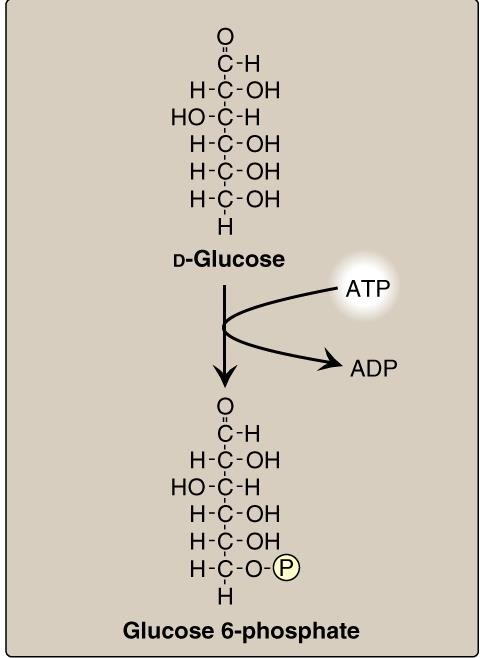 O
C-H
H-C-OH
HO-C-H
H-C-OH
H-C-OH
H-C-OH
H
D-Glucose
ATP
ADP
O
C-H
H-C-OH
HO-C-H
H-C-OH
H-C-OH
H-C-O-P
H
Glucose 6-phosphate